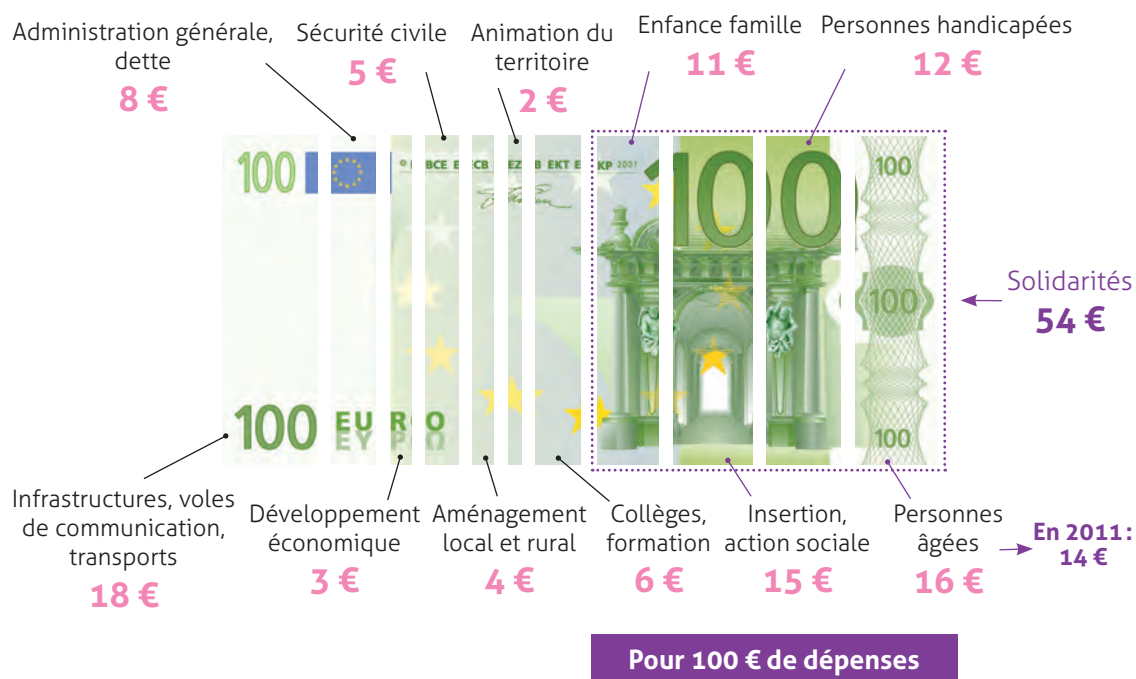 Administration générale,
dette
8 €
Sécurité civile
5 €
Animation du
territoire
2 €
Enfance famille
11 €
Personnes handicapées
12 €
100
BCE ECB EZB EKT EKP 2001
100
100
Solidarités
54 €
100
100 EURO
ΕΥΡΩ
100
Infrastructures, voles
de communication,
transports
18 €
Développement
économique
3 €
Aménagement
local et rural
4 €
Collèges,
formation
6 €
Insertion,
action sociale
15 €
Personnes
âgées
16 €
En 2011 :
14 €
Pour 100 € de dépenses